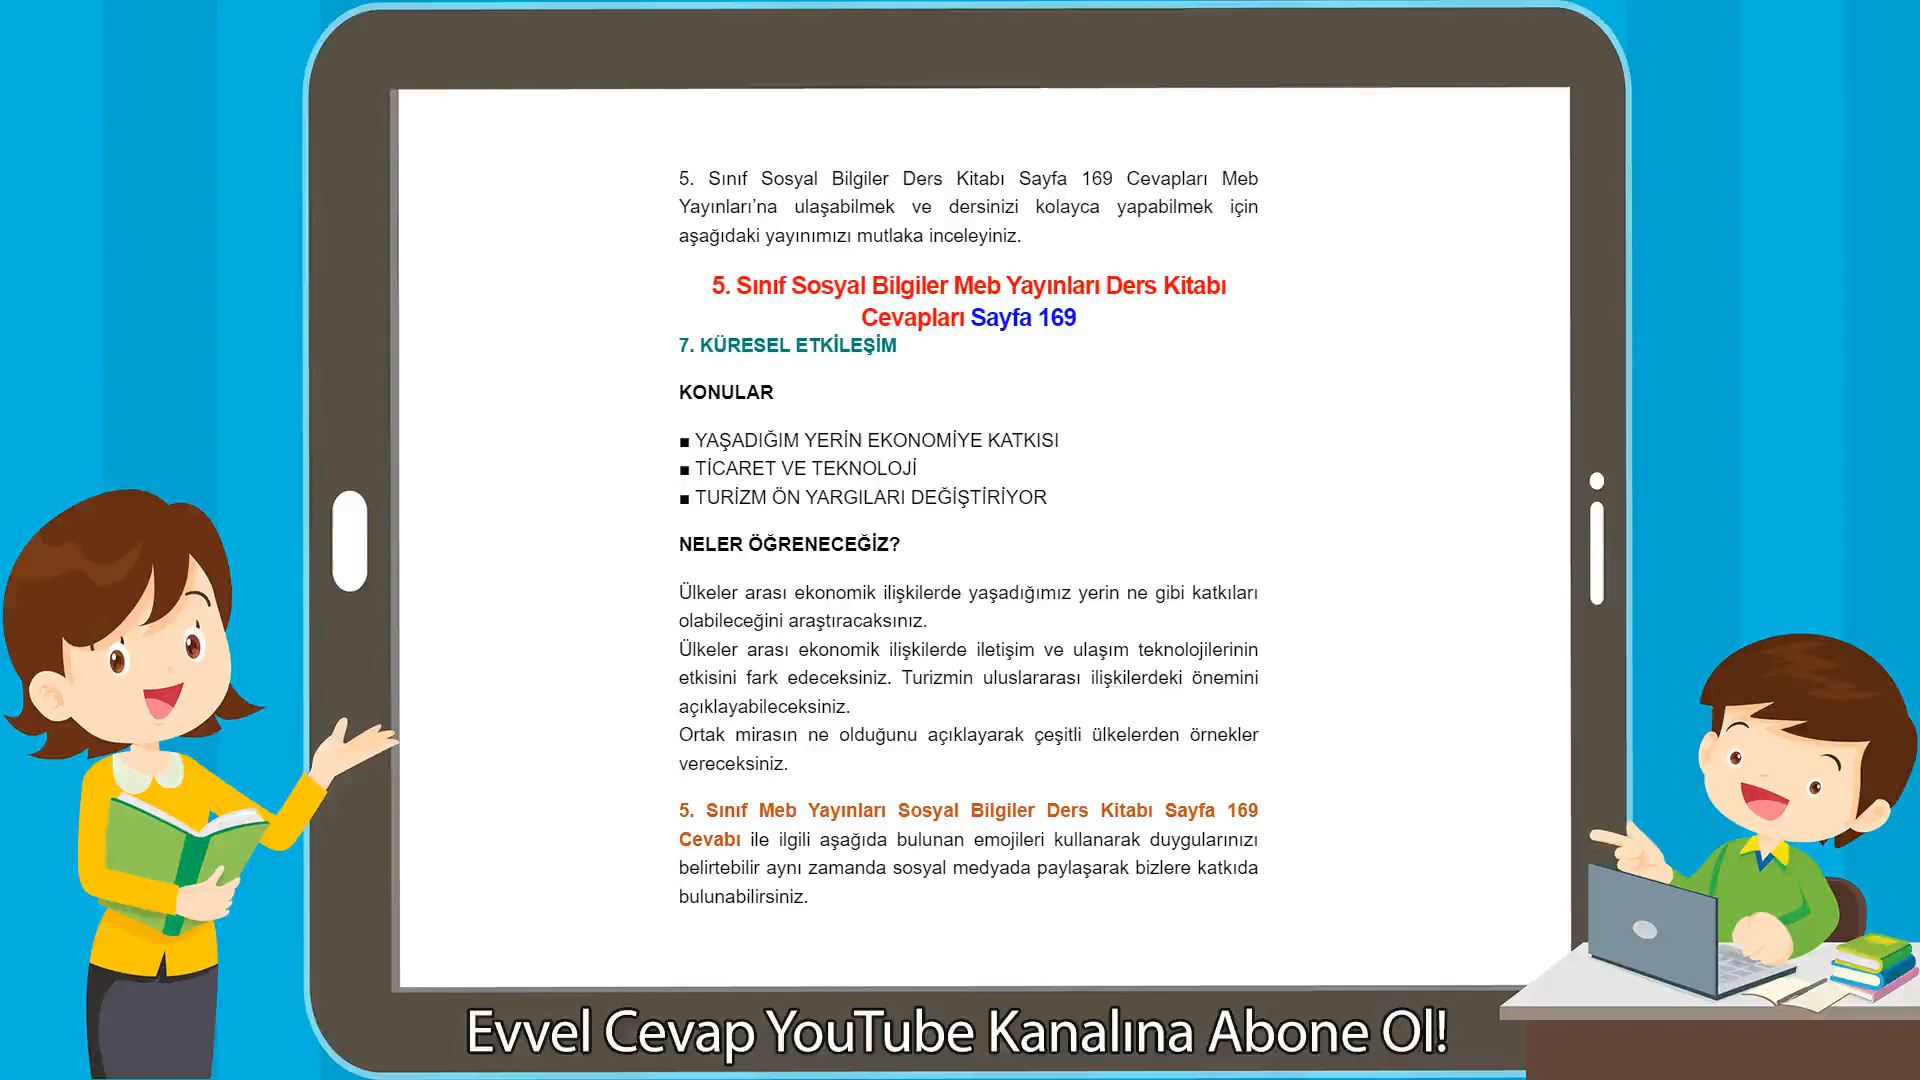 5. Sınıf Sosyal Bilgiler Ders Kitabı Sayfa 169 Cevapları Meb
Yayınları’na ulaşabilmek ve dersinizi kolayca yapabilmek için
aşağıdaki yayınımızı mutlaka inceleyiniz.
5. Sınıf Sosyal Bilgiler Meb Yayınları Ders Kitabı
Cevapları Sayfa 169
7. KÜRESEL ETKİLEŞİM
KONULAR
■ YAŞADIĞIM YERİN EKONOMİYE KATKISI
■ TİCARET VE TEKNOLOJİ
■ TURİZM ÖN YARGILARI DEĞİŞTİRİYOR
NELER ÖĞRENECEĞİZ?
Ülkeler arası ekonomik ilişkilerde yaşadığımız yerin ne gibi katkıları
olabileceğini araştıracaksınız.
Ülkeler arası ekonomik ilişkilerde iletişim ve ulaşım teknolojilerinin
etkisini fark edeceksiniz. Turizmin uluslararası ilişkilerdeki önemini
açıklayabileceksiniz.
Ortak mirasın ne olduğunu açıklayarak çeşitli ülkelerden örnekler
vereceksiniz.
5. Sınıf Meb Yayınları Sosyal Bilgiler Ders Kitabı Sayfa 169
Cevabı ile ilgili aşağıda bulunan emojileri kullanarak duygularınızı
belirtebilir aynı zamanda sosyal medyada paylaşarak bizlere katkıda
bulunabilirsiniz.
Evvel Cevap YouTube Kanalına Abone Ol!